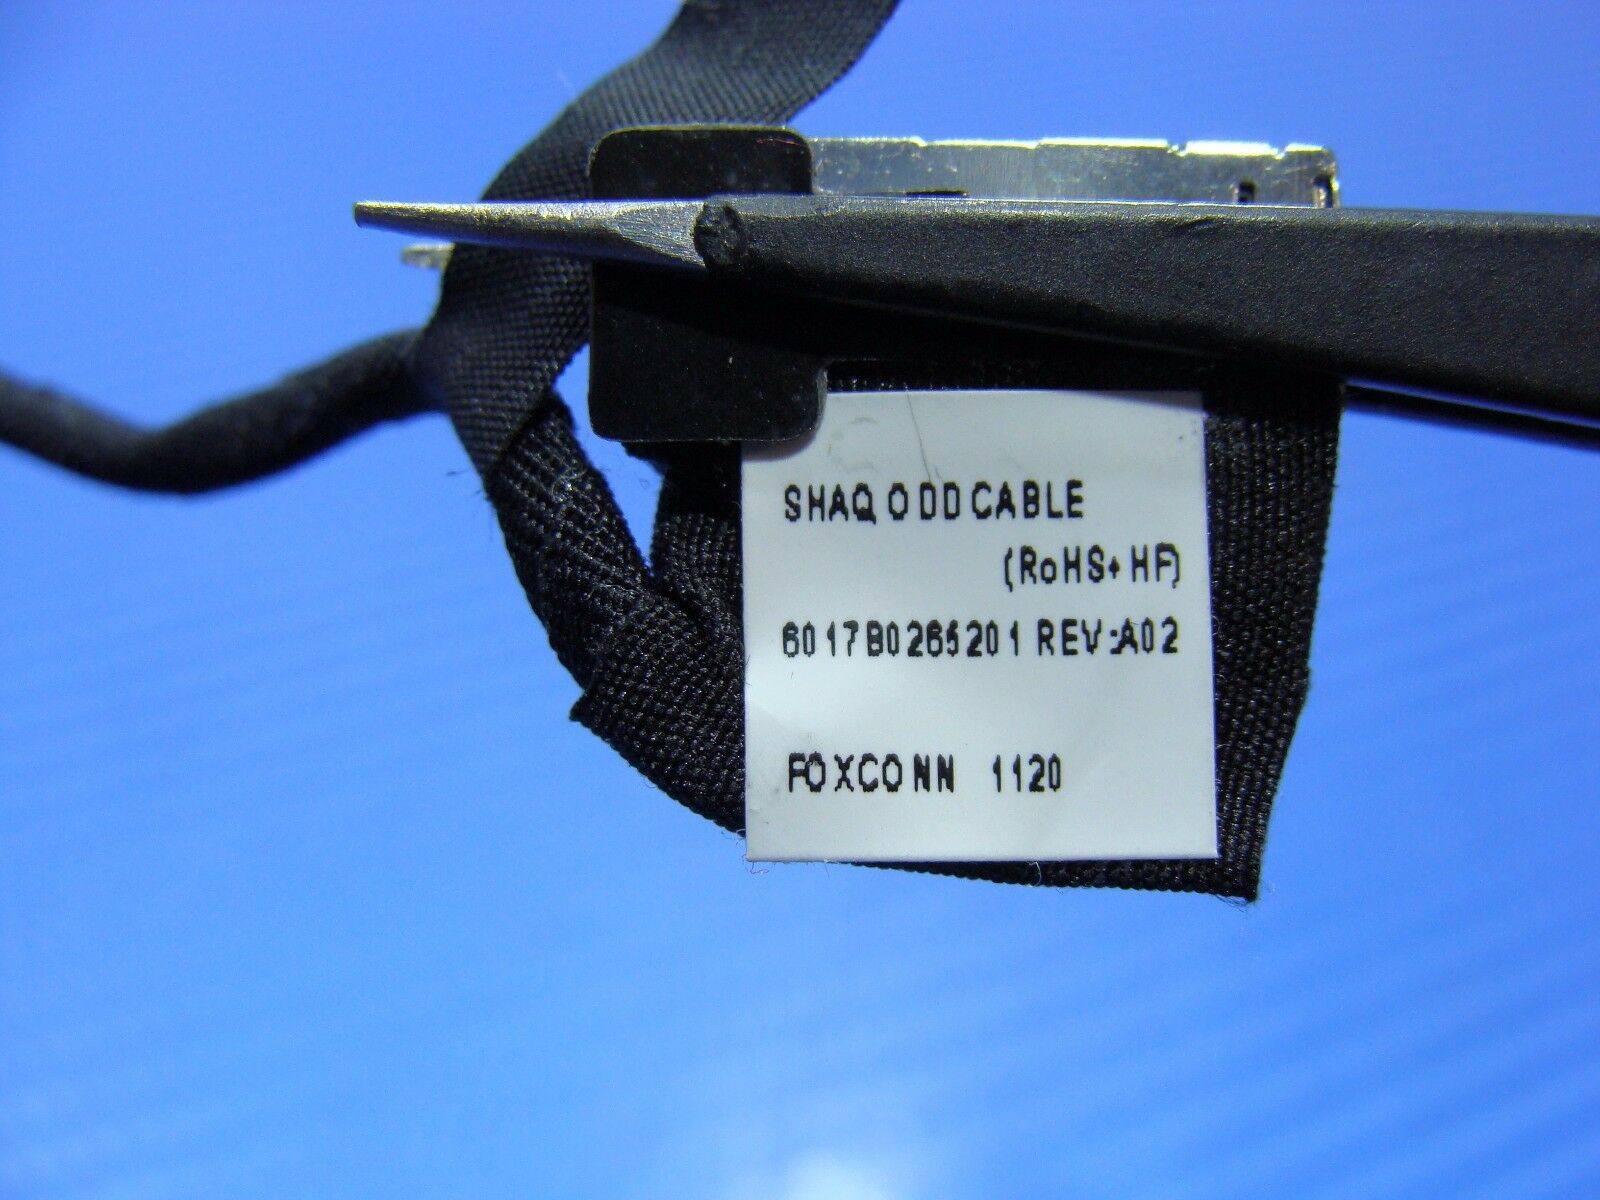 SHAQ ODD CABLE
(RoHS+HF)
6017B0265201 REV:A02
FOXCONN 1120